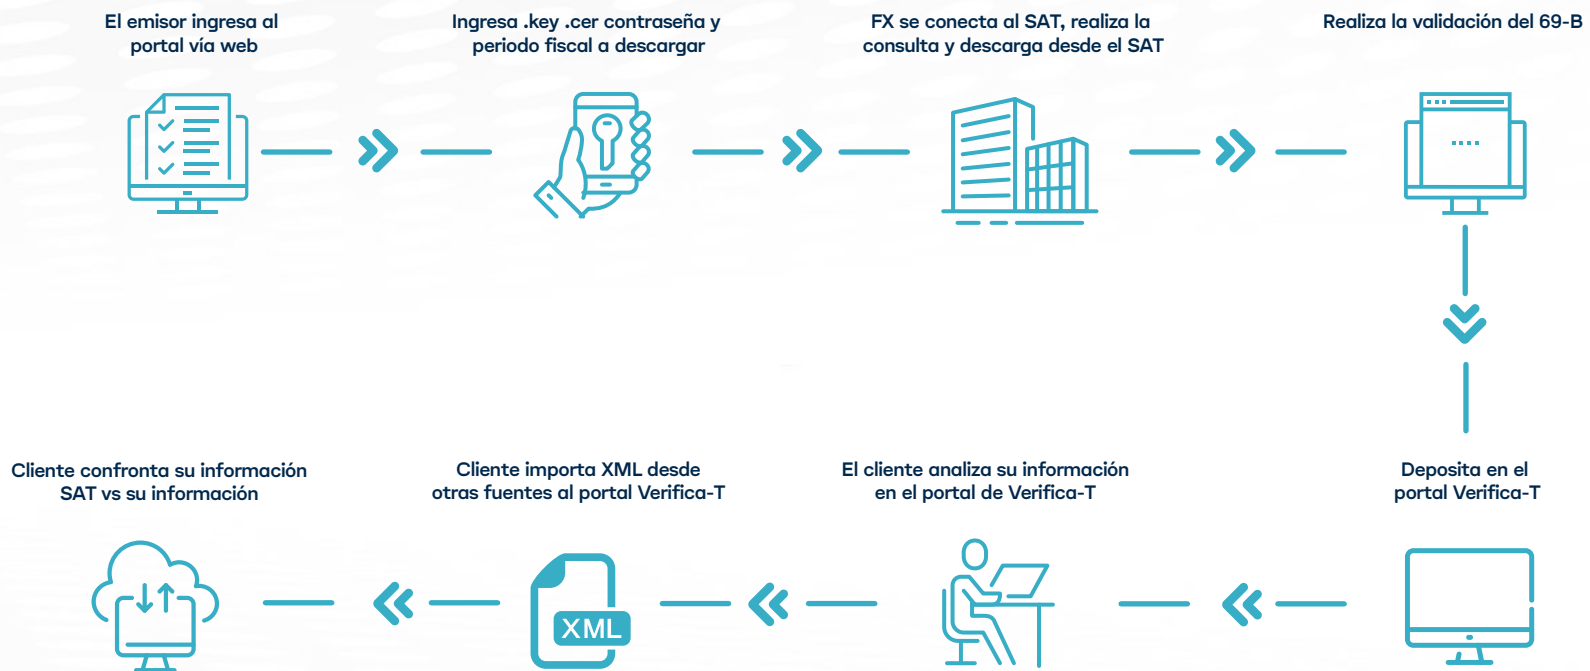 El emisor ingresa al
portal vía web
Ingresa .key .cer contraseña y
periodo fiscal a descargar
FX se conecta al SAT, realiza la
consulta y descarga desde el SAT
Realiza la validación del 69-B
Cliente confronta su información
SAT vs su información
Cliente importa XML desde
otras fuentes al portal Verifica-T
El cliente analiza su información
en el portal de Verifica-T
Deposita en el
portal Verifica-T
XML